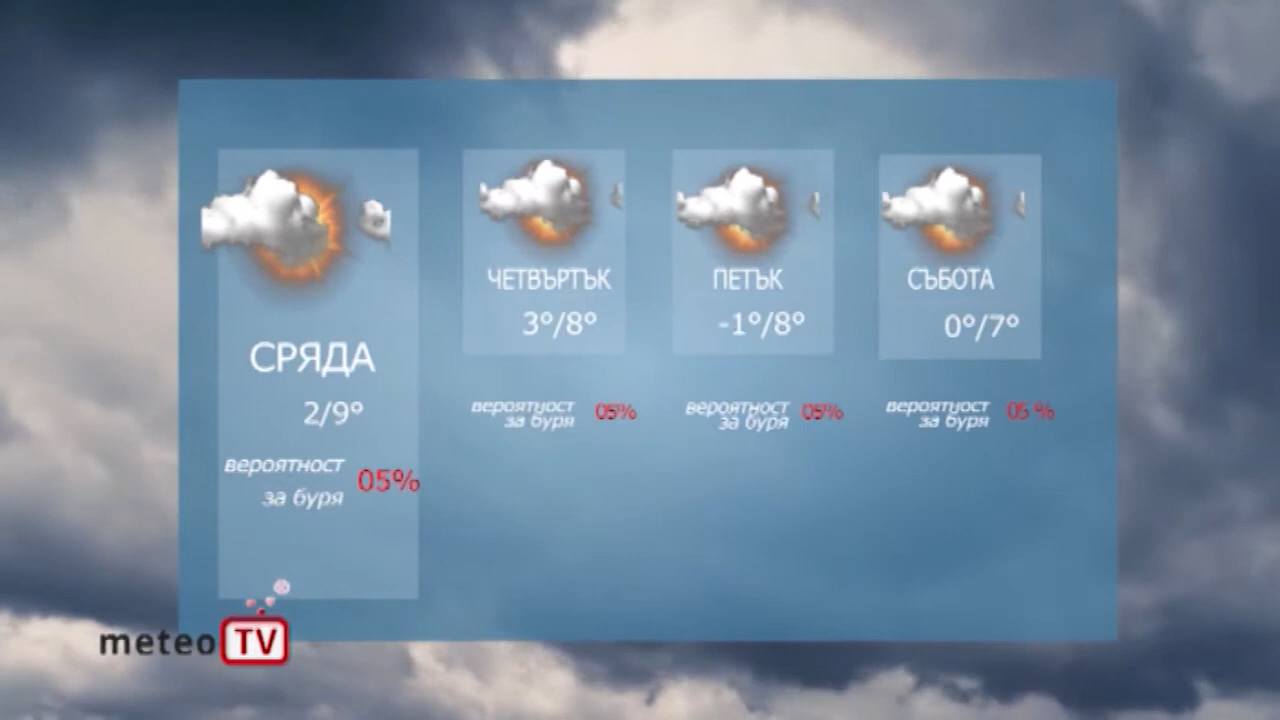 СРЯДА
2/9°
вероятност
за буря
05%
ЧЕТВЪРТЪК
3°/8°
вероятност
за буря
05%
ПЕТЪК
-1°/8°
вероятност
за буря
05%
СЪБОТА
0°/7°
вероятност
за буря
05 %
meteo TV